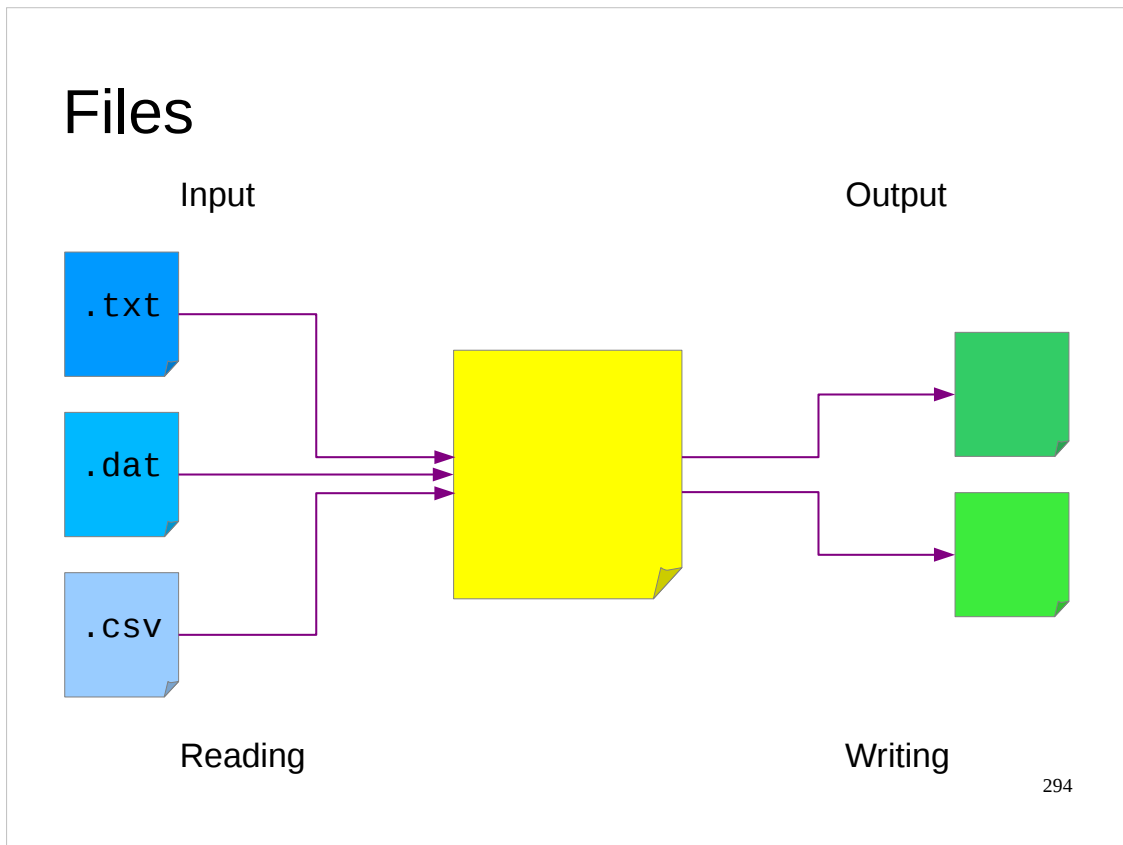 Files
Input
Output
.txt
.dat
.csv
Reading
Writing
294